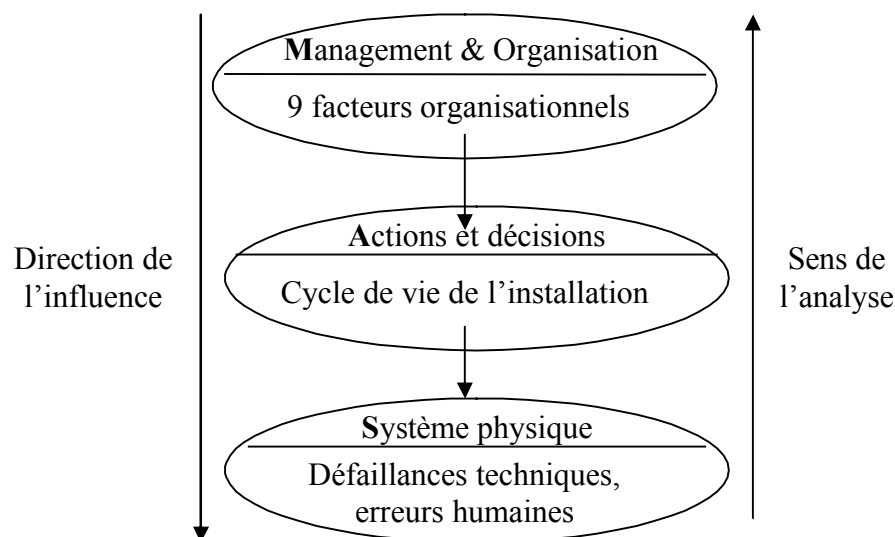 Management & Organisation
9 facteurs organisationnels
Actions et décisions
Cycle de vie de l’installation
Système physique
Défaillances techniques,
erreurs humaines
Direction de
l’influence
Sens de
l’analyse